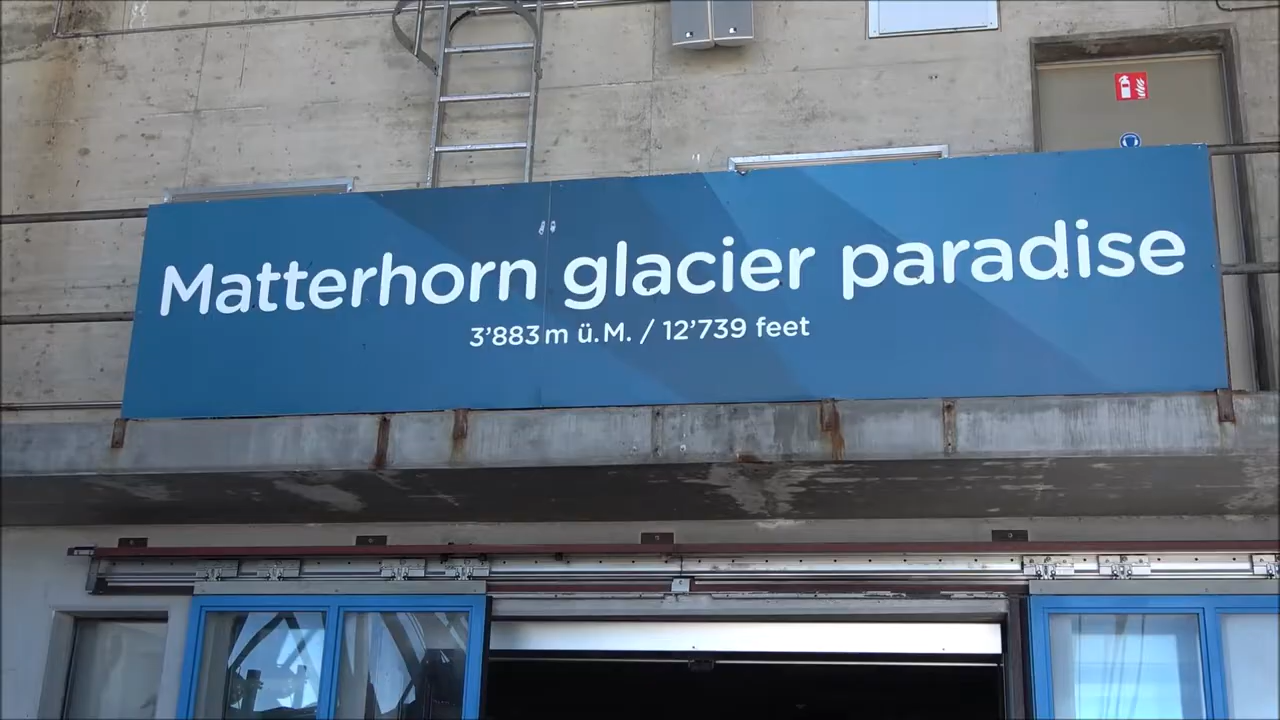 Matterhorn glacier paradise
3’883 m ü.M. / 12’739 feet